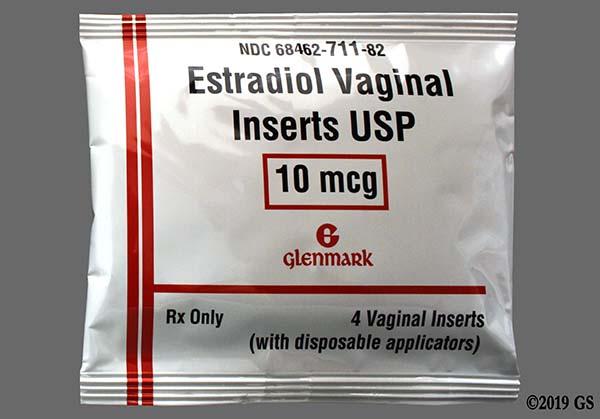 NDC 68462-711-82
Estradiol Vaginal
Inserts USP
10 mcg
G
GLENMARK
Rx Only
4 Vaginal Inserts
(with disposable applicators)
©2019 GS